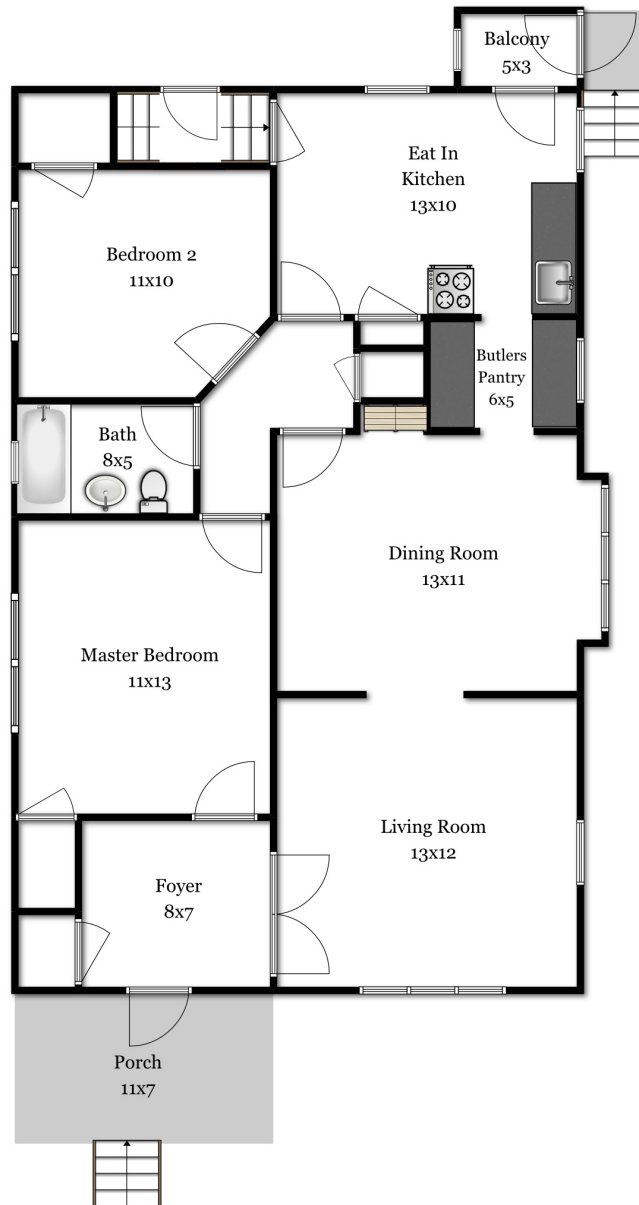 Balcony
5x3
Eat In
Kitchen
13x10
Bedroom 2
11x10
Butlers
Pantry
6x5
Bath
8x5
Dining Room
13x11
Master Bedroom
11x13
Living Room
13x12
Foyer
8x7
Porch
11x7